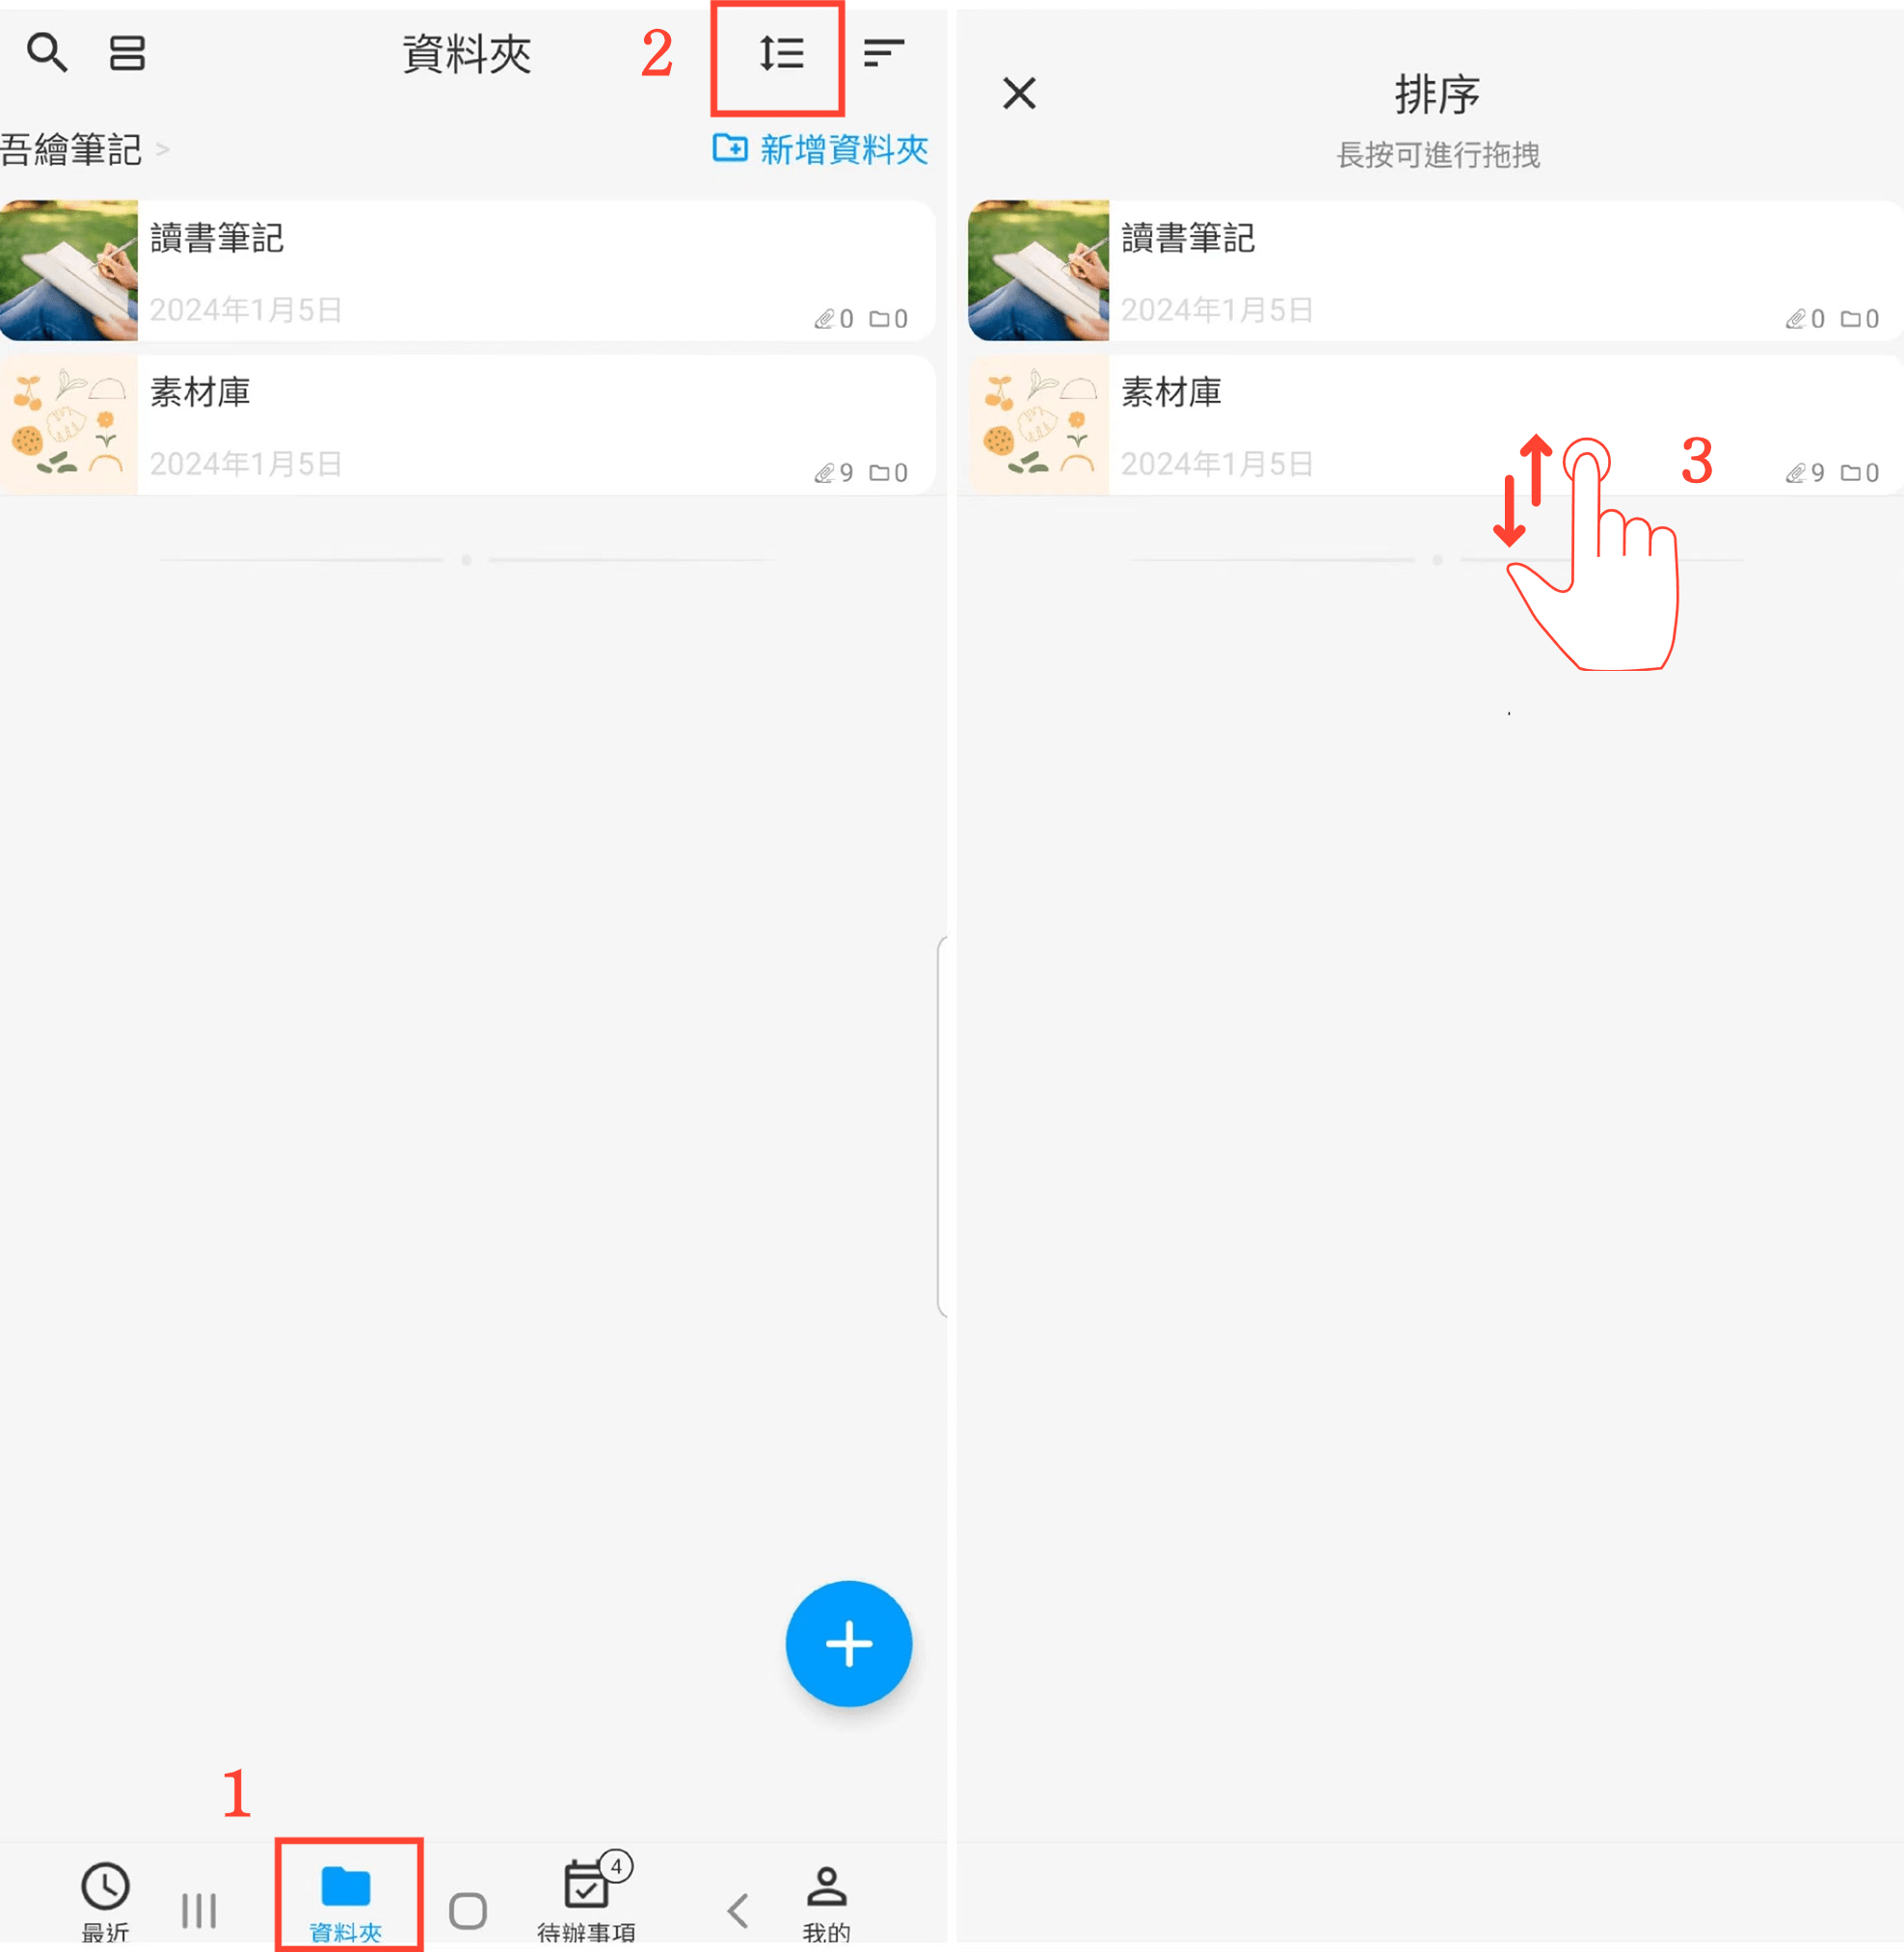 資料夾
2
吾繪筆記 >
新增資料夾
讀書筆記
2024年1月5日
0 0
素材庫
2024年1月5日
9 0
1
最近
資料夾
4
待辦事項
我的
排序
長按可進行拖拽
讀書筆記
2024年1月5日
0 0
素材庫
2024年1月5日
9 0
3